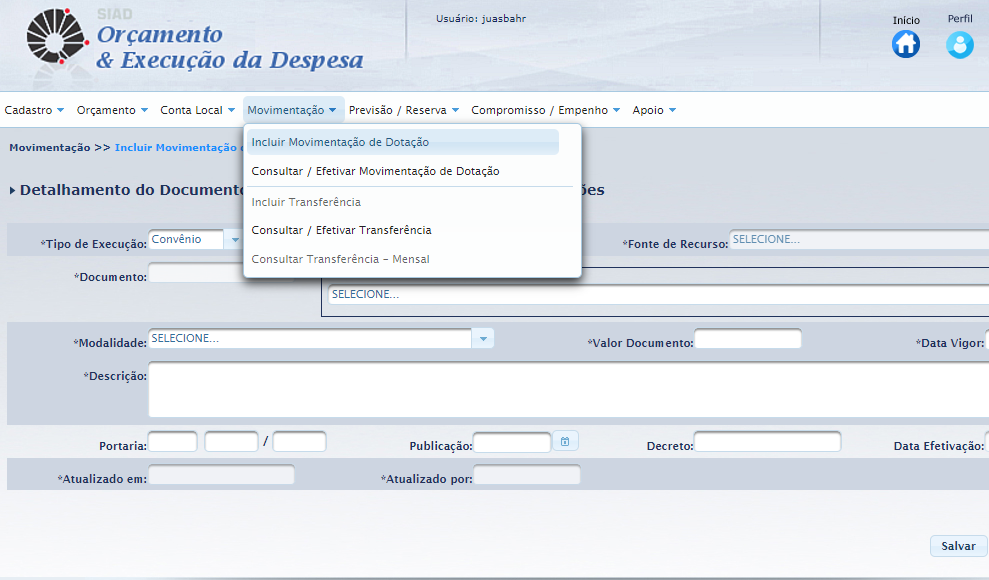 SIAD
Orçamento
& Execução da Despesa
Usuário: juasbahr
Início
Perfil
Cadastro Orçamento Conta Local Movimentação Previsão / Reserva Compromisso / Empenho Apoio
Movimentação >> Incluir Movimentação
Incluir Movimentação de Dotação
Consultar / Efetivar Movimentação de Dotação
Incluir Transferência
Consultar / Efetivar Transferência
Consultar Transferência - Mensal
Detalhamento do Documento
*Tipo de Execução: Convênio *Fonte de Recurso: SELECIONE...
*Documento:
SELECIONE...
*Modalidade: SELECIONE... *Valor Documento: *Data Vigor:
*Descrição:
Portaria: / Publicação: Decreto: Data Efetivação:
*Atualizado em: *Atualizado por:
Salvar